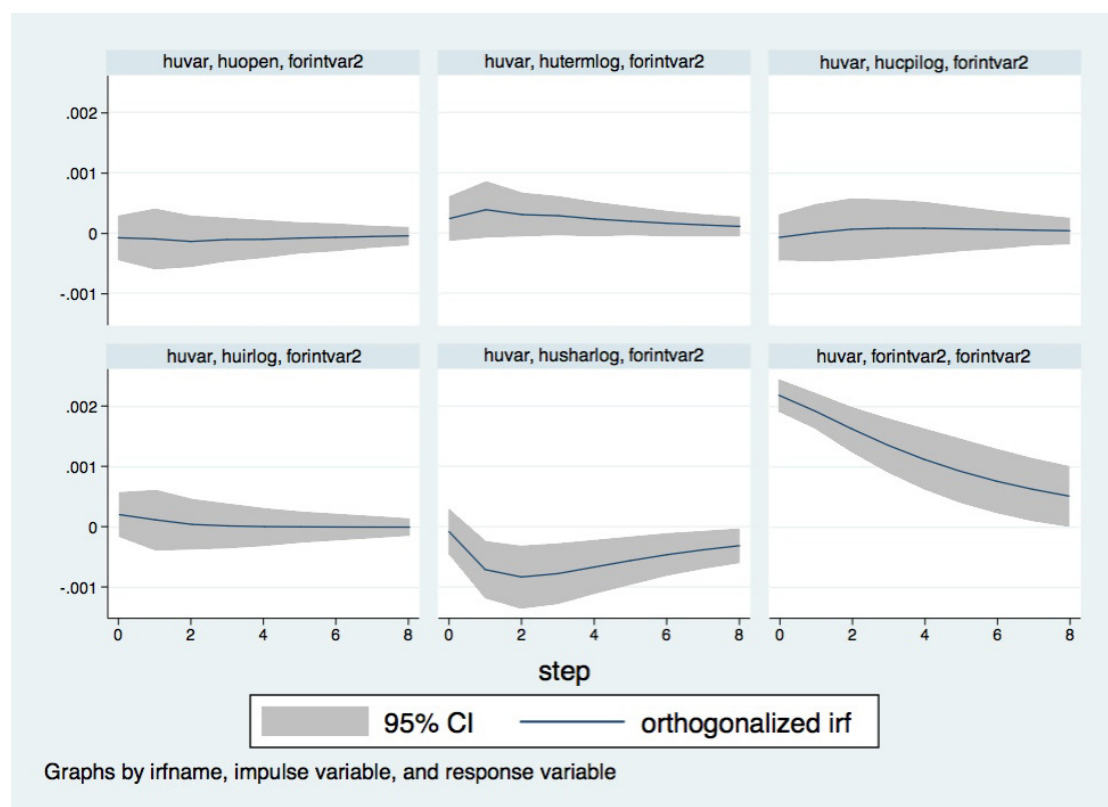 huvar, huopen, forintvar2
huvar, hutermlog, forintvar2
huvar, hucpilog, forintvar2
.002
.001
0
-.001
huvar, huirlog, forintvar2
huvar, husharlog, forintvar2
huvar, forintvar2, forintvar2
.002
.001
0
-.001
0 2 4 6 8
0 2 4 6 8
0 2 4 6 8
step
95% CI
orthogonalized irf
Graphs by irfname, impulse variable, and response variable